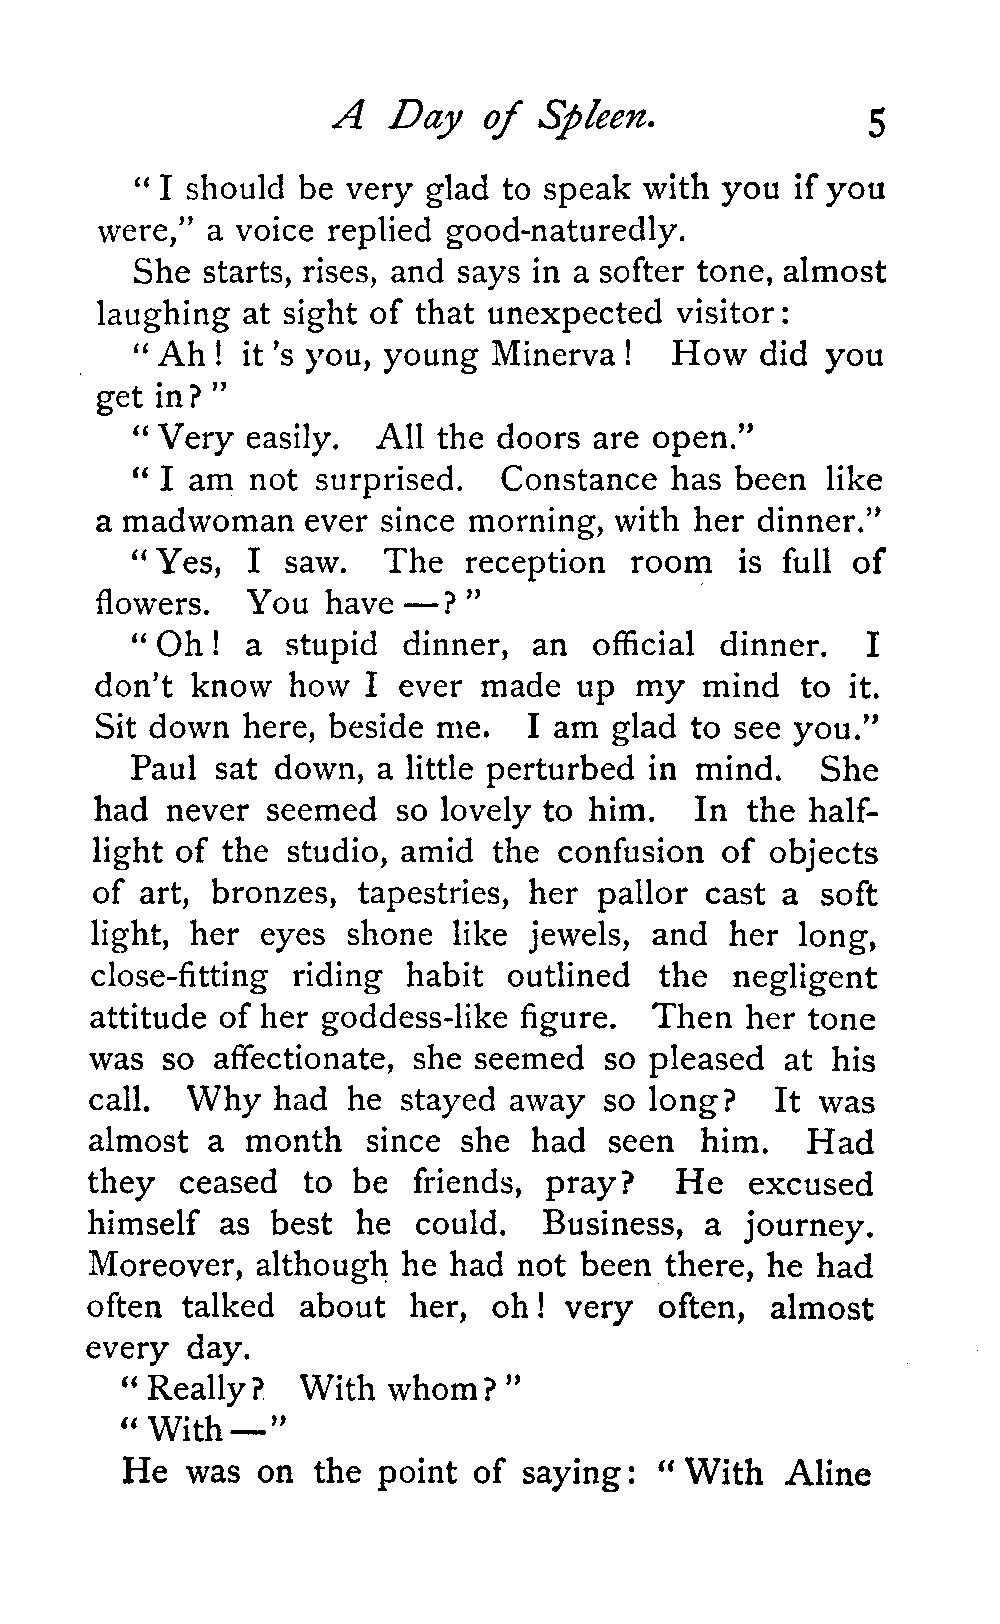 A Day of Spleen. 5
“I should be very glad to speak with you if you
were,” a voice replied good-naturedly.
She starts, rises, and says in a softer tone, almost
laughing at sight of that unexpected visitor:
“Ah! it's you, young Minerva! How did you
get in?”
“Very easily. All the doors are open.”
“I am not surprised. Constance has been like
a madwoman ever since morning, with her dinner.”
“Yes, I saw. The reception room is full of
flowers. You have —?”
“Oh! a stupid dinner, an official dinner. I
don't know how I ever made up my mind to it.
Sit down here, beside me. I am glad to see you.”
Paul sat down, a little perturbed in mind. She
had never seemed so lovely to him. In the half-
light of the studio, amid the confusion of objects
of art, bronzes, tapestries, her pallor cast a soft
light, her eyes shone like jewels, and her long,
close-fitting riding habit outlined the negligent
attitude of her goddess-like figure. Then her tone
was so affectionate, she seemed so pleased at his
call. Why had he stayed away so long? It was
almost a month since she had seen him. Had
they ceased to be friends, pray? He excused
himself as best he could. Business, a journey.
Moreover, although he had not been there, he had
often talked about her, oh! very often, almost
every day.
“Really? With whom?”
“With —”
He was on the point of saying: “With Aline